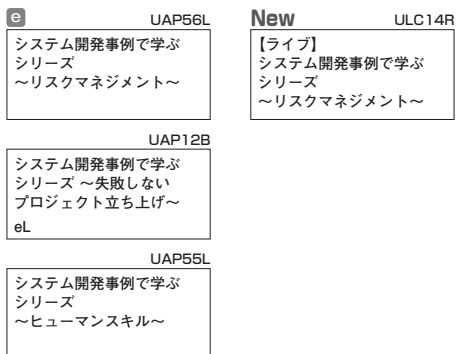 e UAP56L
システム開発事例で学ぶ
シリーズ
～リスクマネジメント～
New ULC14R
【ライブ】
システム開発事例で学ぶ
シリーズ
～リスクマネジメント～
UAP12B
システム開発事例で学ぶ
シリーズ ～失敗しない
プロジェクト立ち上げ～
eL
UAP55L
システム開発事例で学ぶ
シリーズ
～ヒューマンスキル～